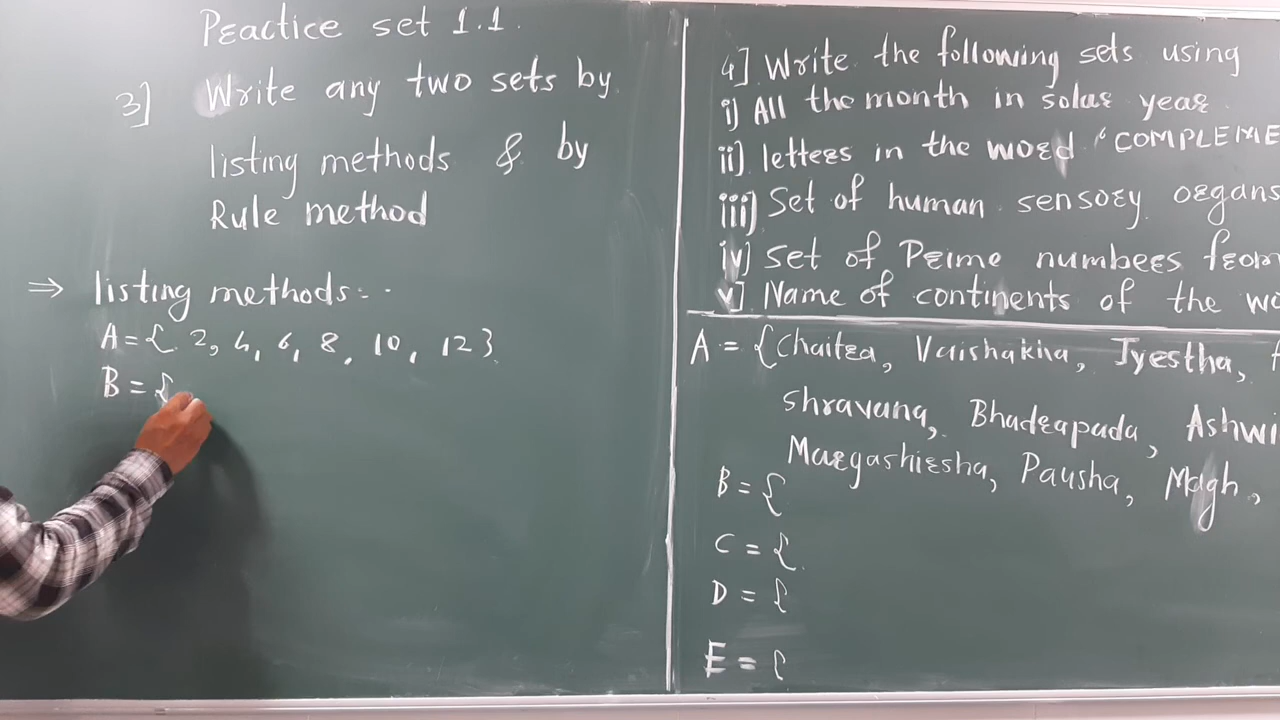 Practice set 1.1.
3] Write any two sets by
listing methods & by
Rule method
⇒ listing methods:-
A = { 2, 4, 6, 8, 10, 12 }
B = {
4] Write the following sets using
i] All the month in solar year
ii] letters in the word 'COMPLEME
iii] Set of human sensory organs
iv] set of Prime numbers from
v] Name of continents of the wo
A = { Chaitra, Vaishakha, Jyestha,
shravana, Bhadrapada, Ashwi
Margashirsha, Pausha, Magh,
B = {
C = {
D = {
E = {